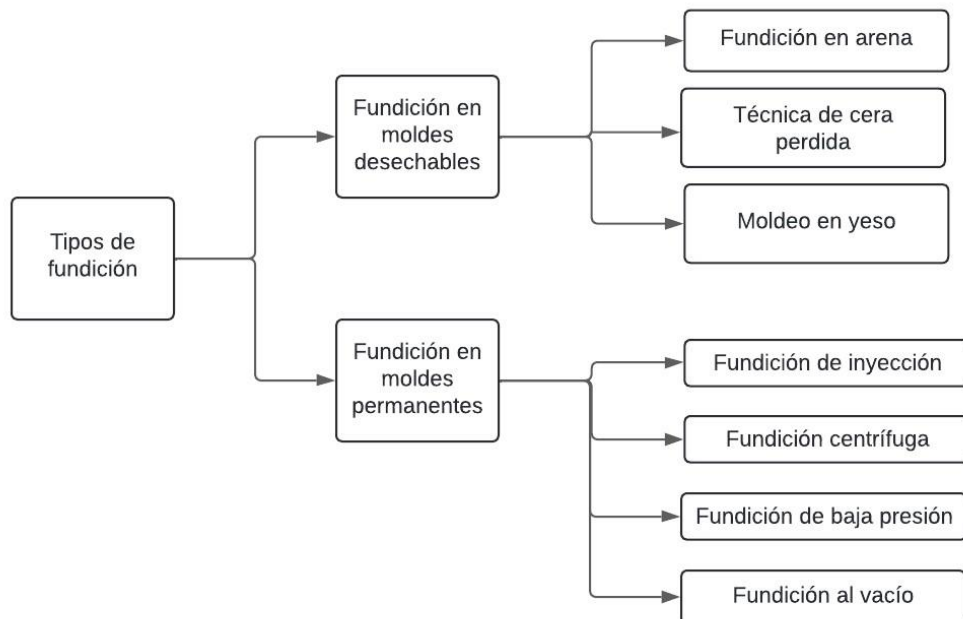 Tipos de
fundición
Fundición en
moldes
desechables
Fundición en arena
Técnica de cera
perdida
Moldeo en yeso
Fundición en
moldes
permanentes
Fundición de inyección
Fundición centrífuga
Fundición de baja presión
Fundición al vacío